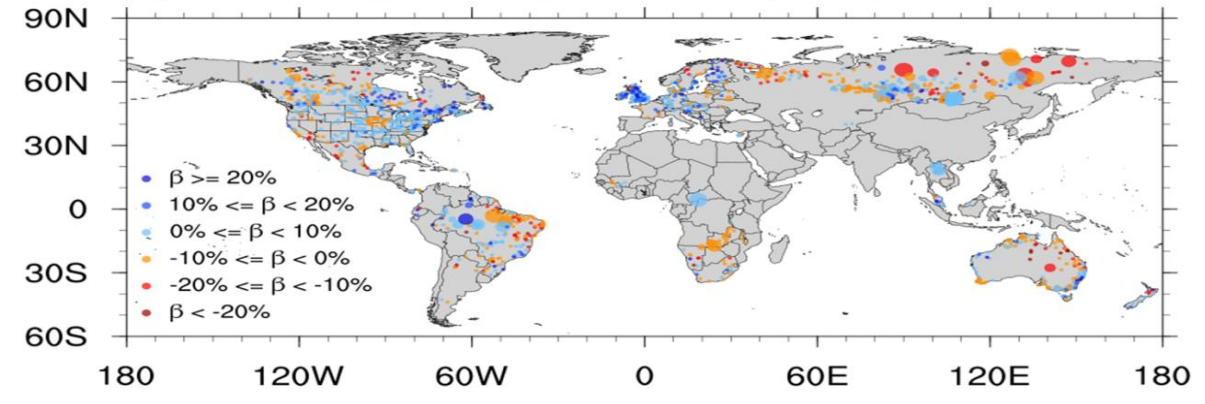 90N
60N
30N
0
30S
60S
β >= 20%
10% <= β < 20%
0% <= β < 10%
-10% <= β < 0%
-20% <= β < -10%
β < -20%
180 120W 60W 0 60E 120E 180